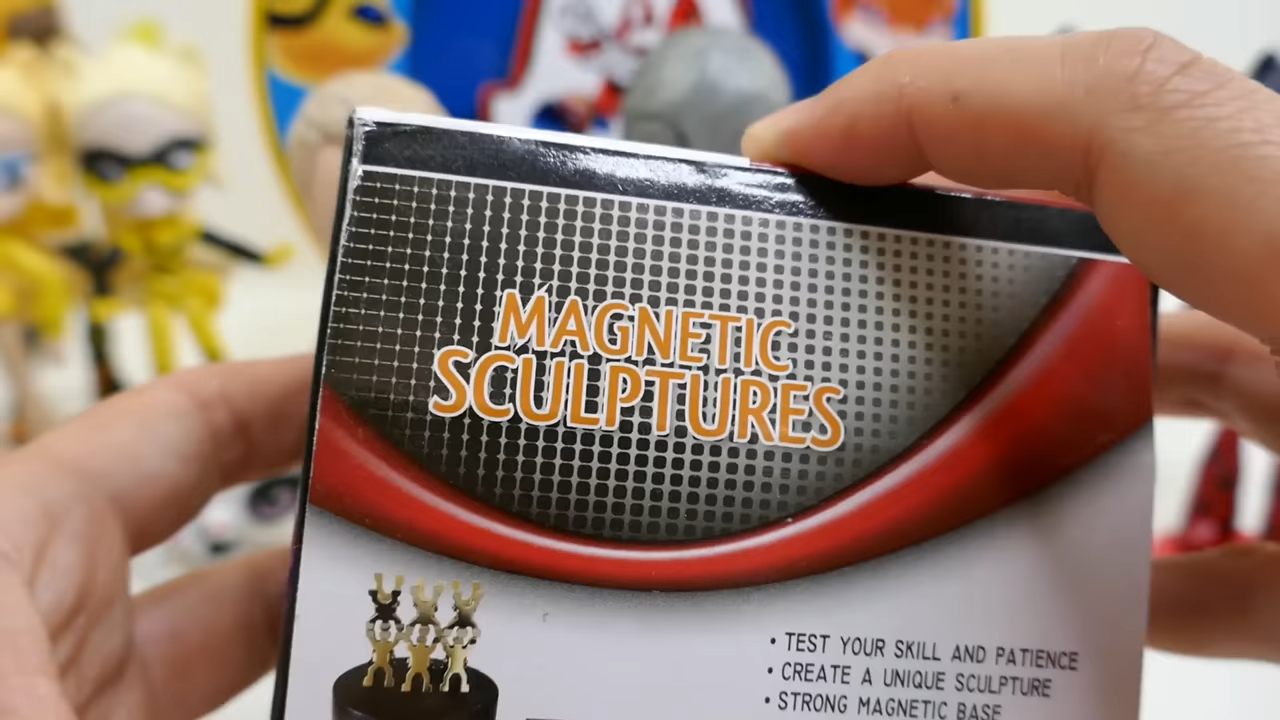 MAGNETIC
SCULPTURES
• TEST YOUR SKILL AND PATIENCE
• CREATE A UNIQUE SCULPTURE
• STRONG MAGNETIC BASE